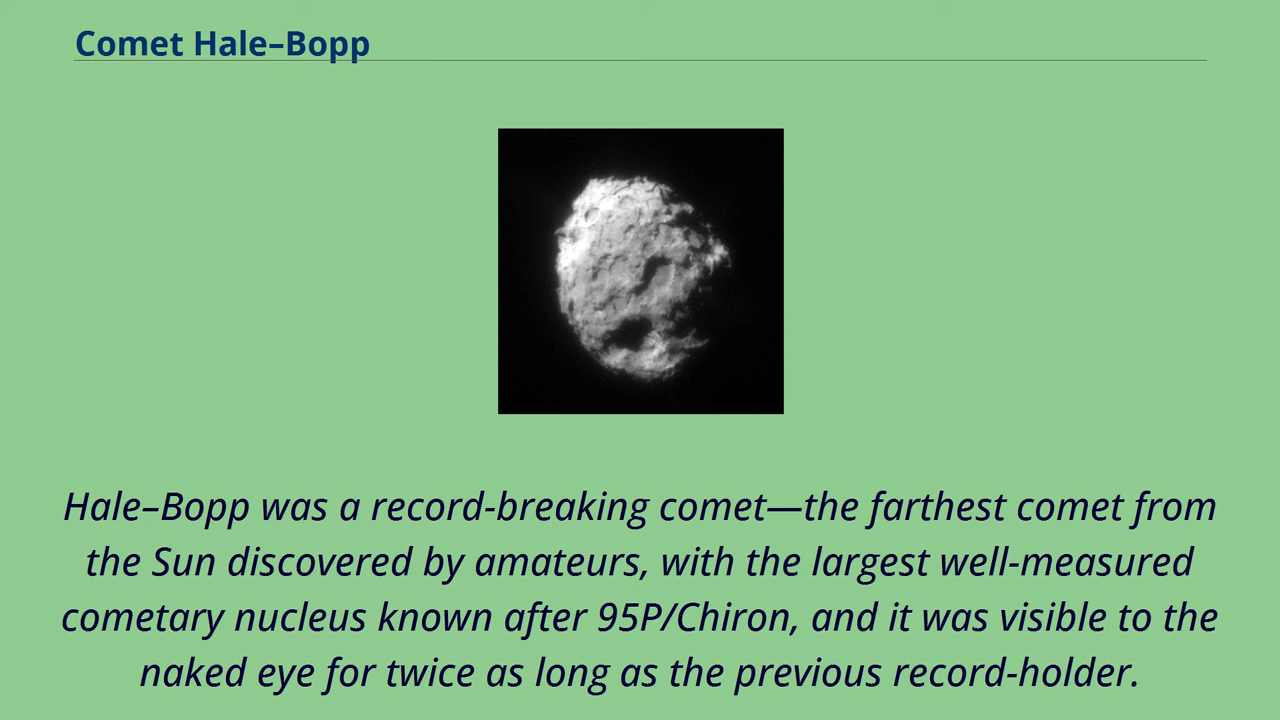 Comet Hale–Bopp
Hale–Bopp was a record-breaking comet—the farthest comet from
the Sun discovered by amateurs, with the largest well-measured
cometary nucleus known after 95P/Chiron, and it was visible to the
naked eye for twice as long as the previous record-holder.